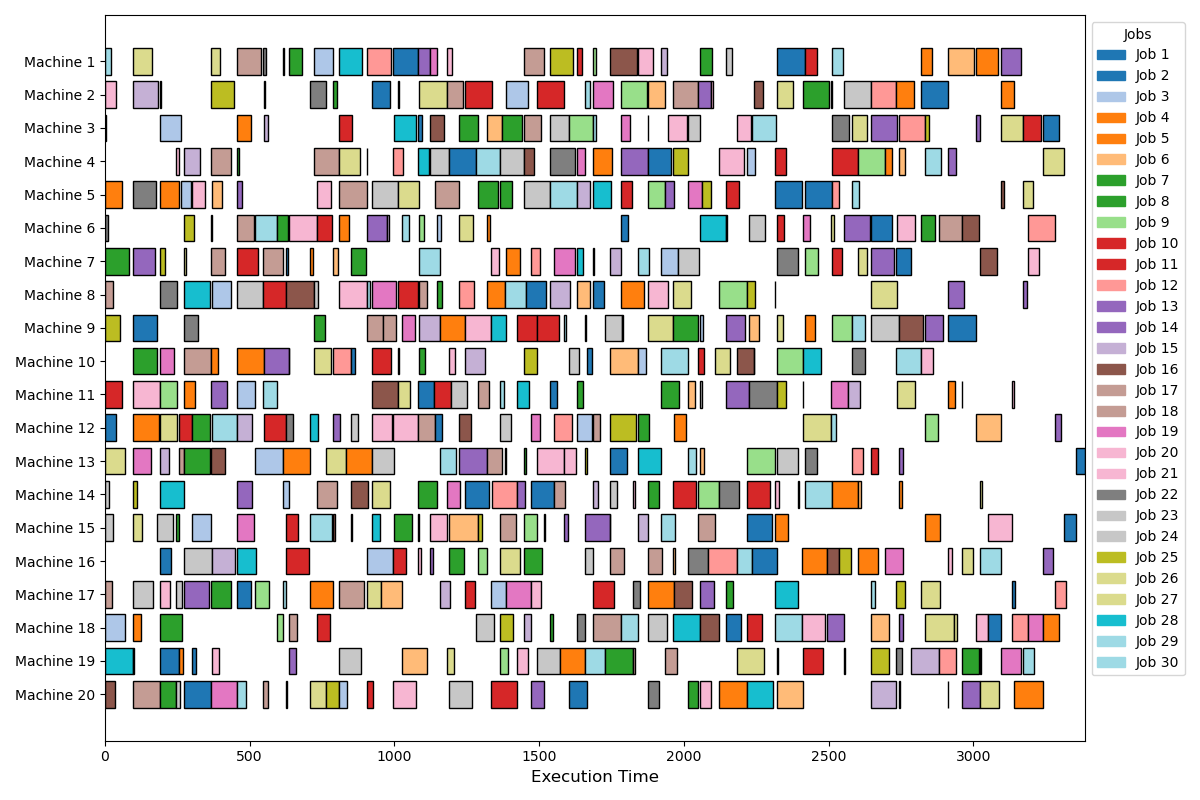 Machine 1
Machine 2
Machine 3
Machine 4
Machine 5
Machine 6
Machine 7
Machine 8
Machine 9
Machine 10
Machine 11
Machine 12
Machine 13
Machine 14
Machine 15
Machine 16
Machine 17
Machine 18
Machine 19
Machine 20
0 500 1000 1500 2000 2500 3000
Execution Time
Jobs
Job 1
Job 2
Job 3
Job 4
Job 5
Job 6
Job 7
Job 8
Job 9
Job 10
Job 11
Job 12
Job 13
Job 14
Job 15
Job 16
Job 17
Job 18
Job 19
Job 20
Job 21
Job 22
Job 23
Job 24
Job 25
Job 26
Job 27
Job 28
Job 29
Job 30